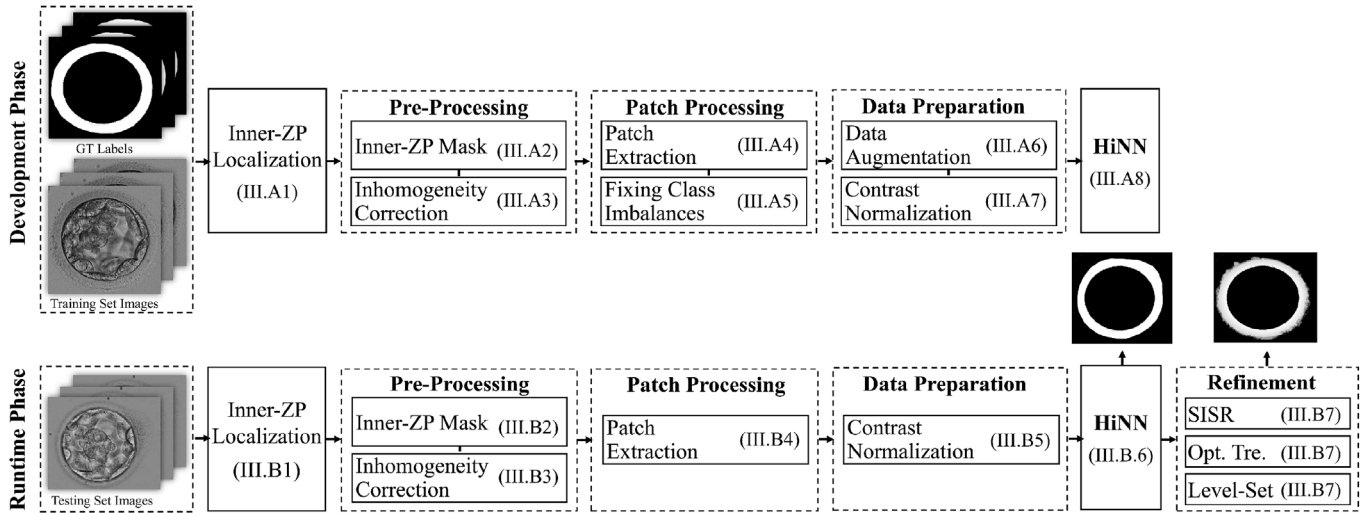 Development Phase
GT Labels
Training Set Images
Inner-ZP
Localization
(III.A1)
Pre-Processing
Inner-ZP Mask (III.A2)
Inhomogeneity
Correction (III.A3)
Patch Processing
Patch
Extraction (III.A4)
Fixing Class
Imbalances (III.A5)
Data Preparation
Data
Augmentation (III.A6)
Contrast
Normalization (III.A7)
HiNN
(III.A8)
Runtime Phase
Testing Set Images
Inner-ZP
Localization
(III.B1)
Pre-Processing
Inner-ZP Mask (III.B2)
Inhomogeneity
Correction (III.B3)
Patch Processing
Patch
Extraction (III.B4)
Data Preparation
Contrast
Normalization (III.B5)
HiNN
(III.B.6)
Refinement
SISR (III.B7)
Opt. Tre. (III.B7)
Level-Set (III.B7)